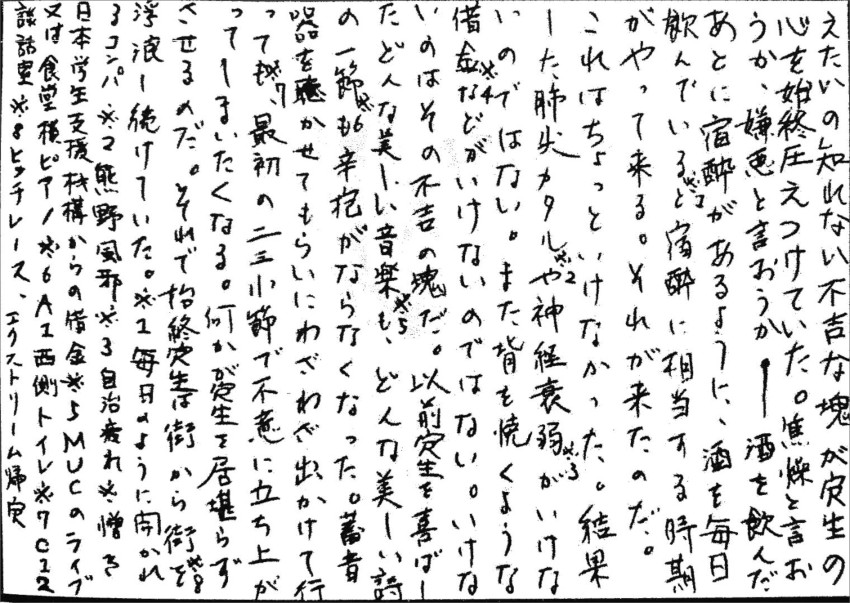 えたいの知れない不吉な塊が寮生の
心を始終圧えつけていた。焦燥と言お
うか、嫌悪と言おうか――酒を飲んだ
あとに宿酔があるように、酒を毎日
飲んでいると※1宿酔に相当する時期
がやって来る。それが来たのだ。
これはちょっといけなかった。結果
した肺尖カタル※2や神経衰弱※3がいけな
いのではない。また背を焼くような
借金※4などがいけないのではない。いけな
いのはその不吉の塊だ。以前寮生を喜ばし
たどんな美しい音楽※5も、どんな美しい詩
の一節※6も辛抱がならなくなった。蓄音
器を聴かせてもらいにわざわざ出かけて行
っても※7、最初の二三小節で不意に立ち上が
ってしまいたくなる。何かが寮生を居堪らず
させるのだ。それで始終寮生は街から街を※8
浮浪し続けていた。※1毎日のように開かれ
るコンパ※2熊野風邪※3自治疲れ※4憎き
日本学生支援機構からの借金※5MUCのライブ
又は食堂横ピアノ※6A1西側トイレ※7C12
談話室※8ヒッチレース、エクストリーム帰寮